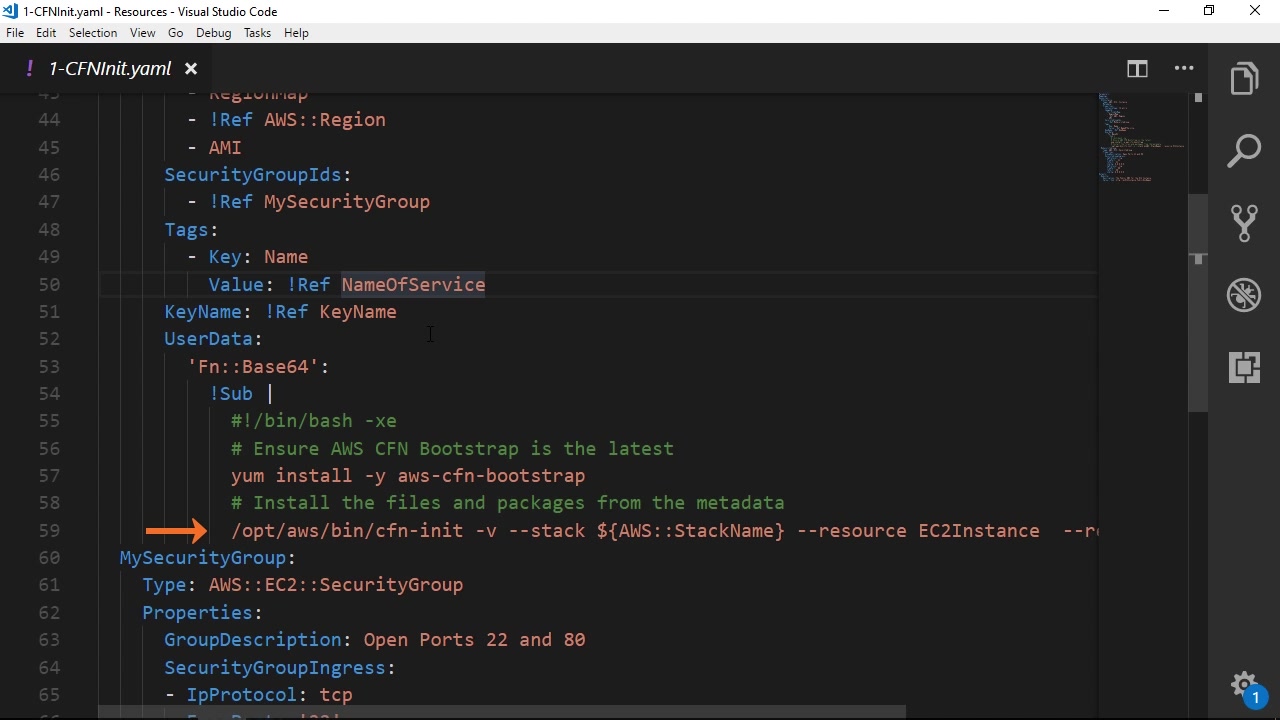 1-CFNInit.yaml - Resources - Visual Studio Code
File Edit Selection View Go Debug Tasks Help
! 1-CFNInit.yaml ×
43 - RegionMap
44 - !Ref AWS::Region
45 - AMI
46 SecurityGroupIds:
47 - !Ref MySecurityGroup
48 Tags:
49 - Key: Name
50 Value: !Ref NameOfService
51 KeyName: !Ref KeyName
52 UserData:
53 'Fn::Base64':
54 !Sub |
55 #!/bin/bash -xe
56 # Ensure AWS CFN Bootstrap is the latest
57 yum install -y aws-cfn-bootstrap
58 # Install the files and packages from the metadata
59 /opt/aws/bin/cfn-init -v --stack ${AWS::StackName} --resource EC2Instance --re
60 MySecurityGroup:
61 Type: AWS::EC2::SecurityGroup
62 Properties:
63 GroupDescription: Open Ports 22 and 80
64 SecurityGroupIngress:
65 - IpProtocol: tcp
1